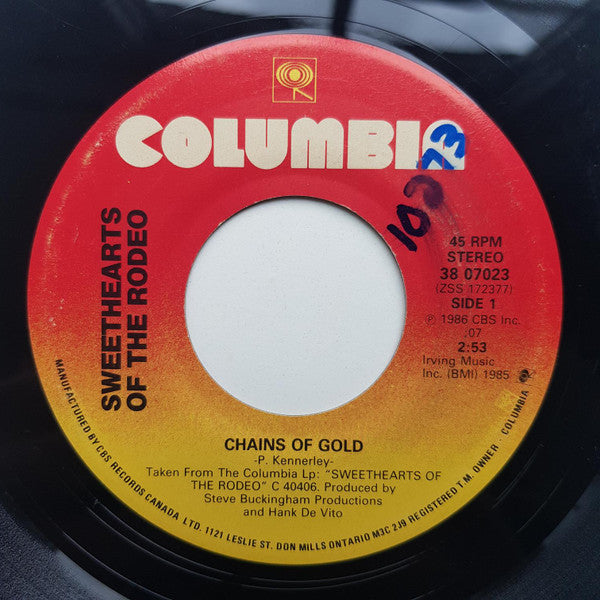 COLUMBIA
10
73
SWEETHEARTS
OF THE RODEO
45 RPM
STEREO
38 07023
(ZSS 172377)
SIDE 1
℗ 1986 CBS Inc.
:07
2:53
Irving Music
Inc. (BMI) 1985
CHAINS OF GOLD
-P. Kennerley-
Taken From The Columbia Lp: "SWEETHEARTS OF
THE RODEO" C 40406. Produced by
Steve Buckingham Productions
and Hank De Vito
MANUFACTURED BY CBS RECORDS CANADA LTD. 1121 LESLIE ST. DON MILLS ONTARIO M3C 2J9 REGISTERED T.M. OWNER COLUMBIA